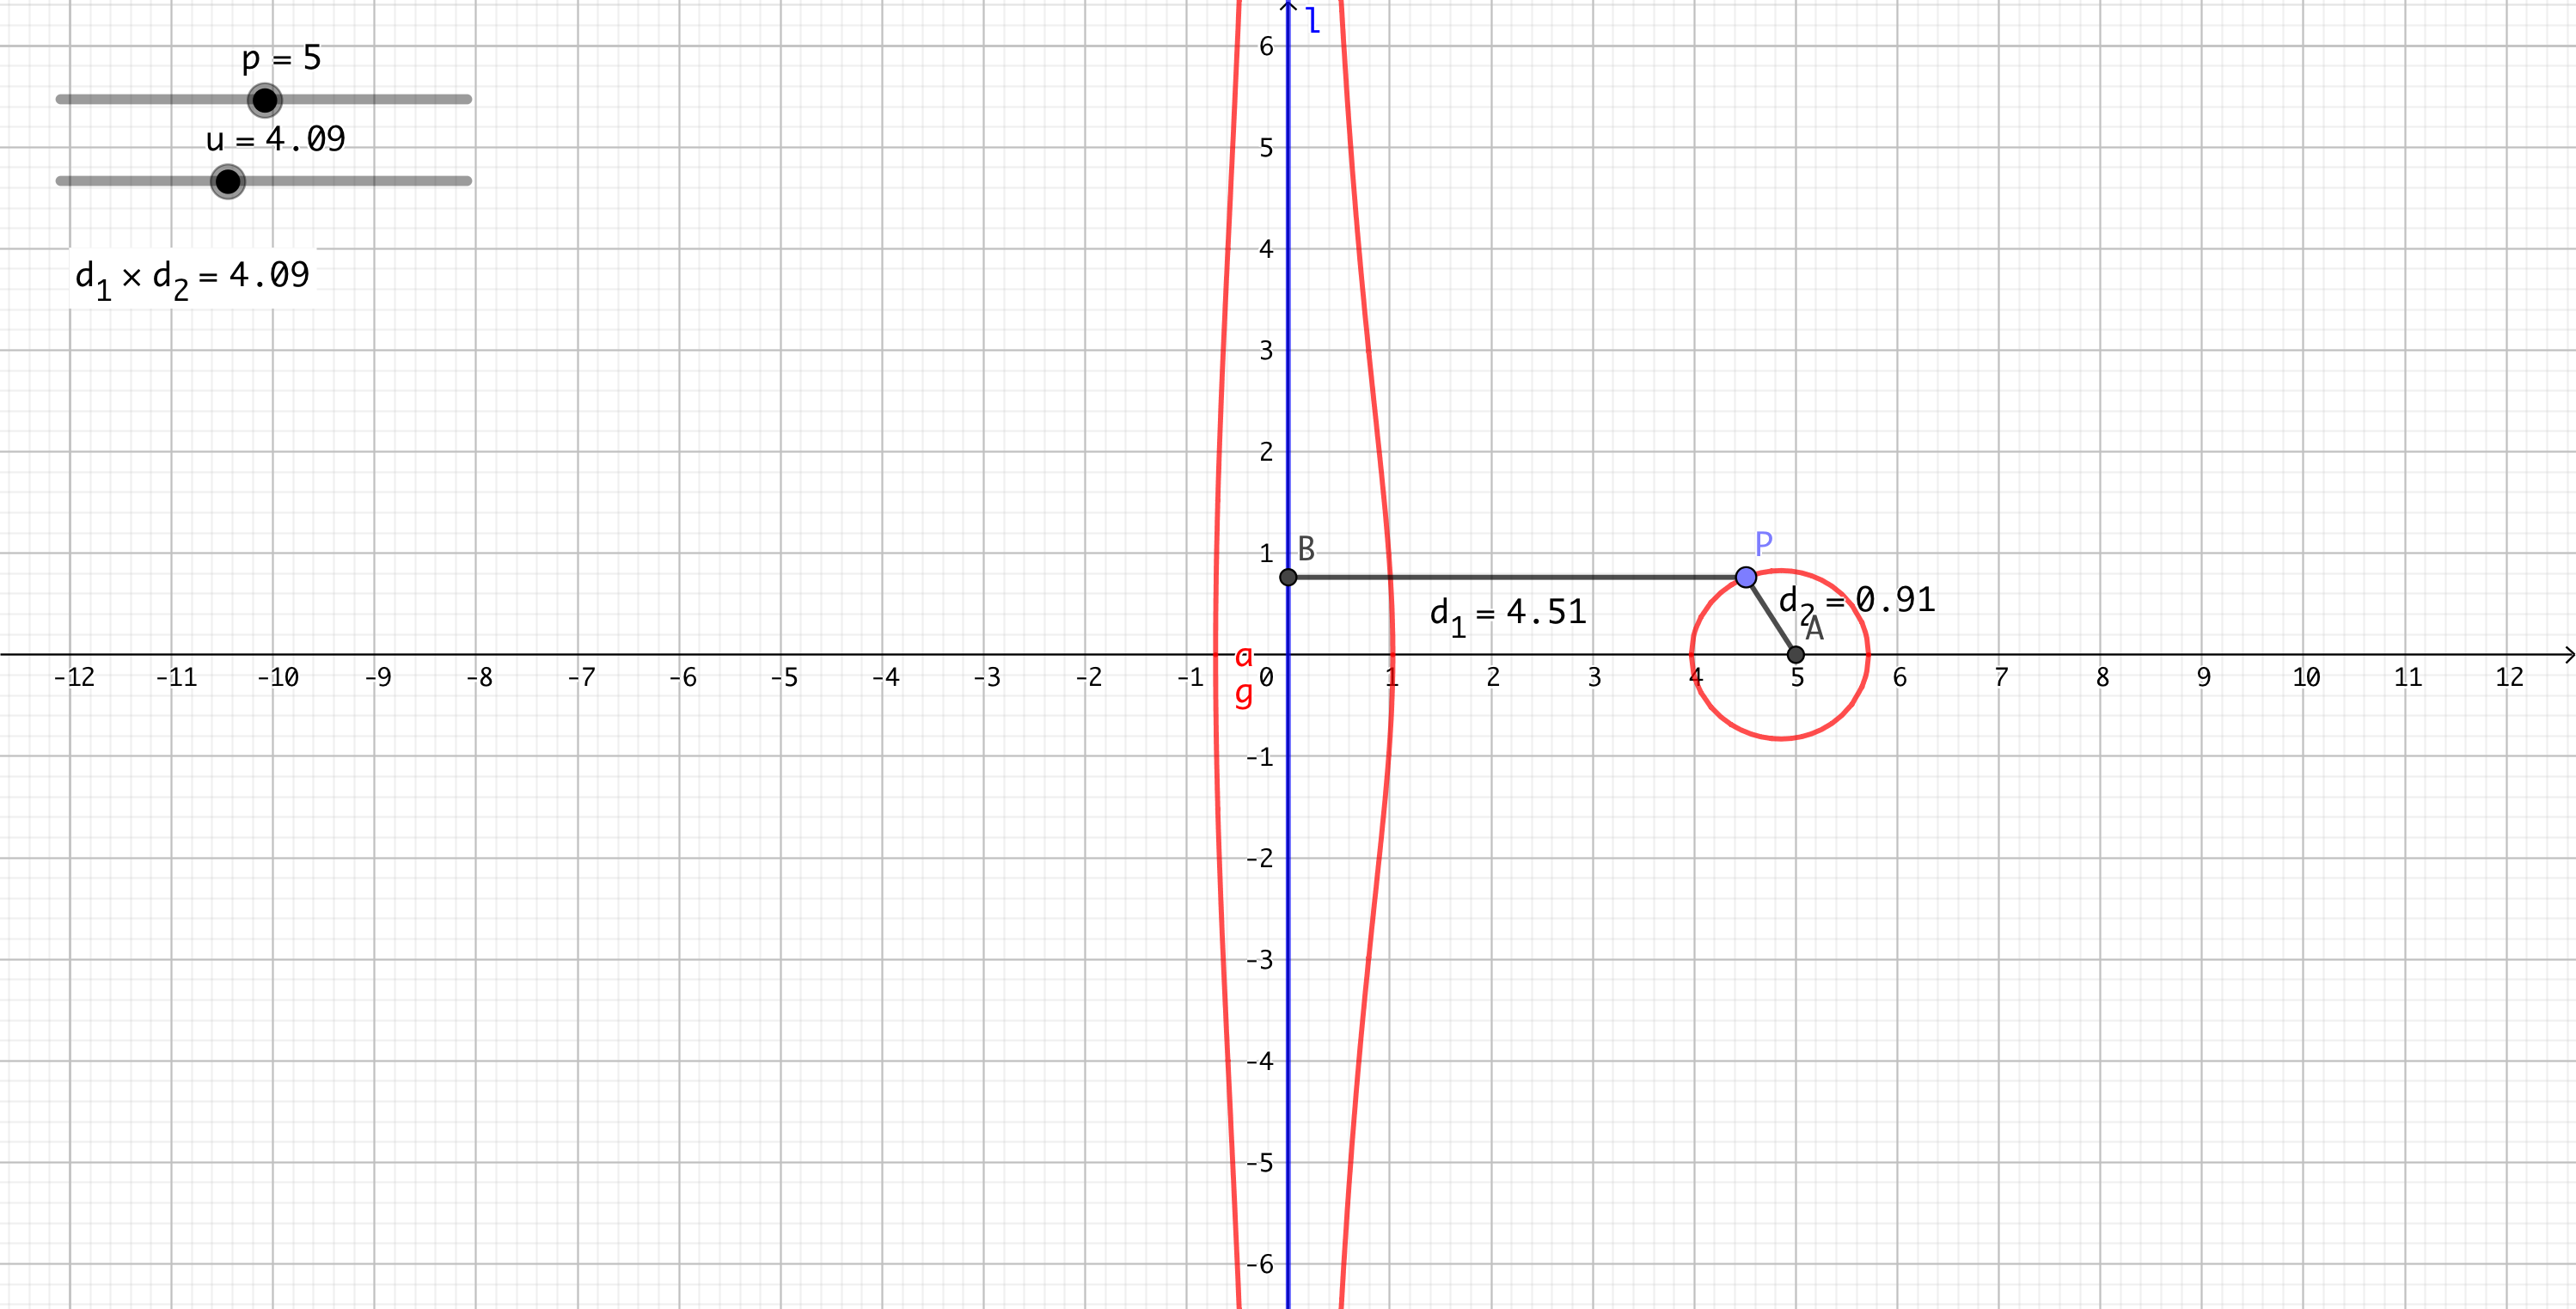 p = 5
u = 4.09
d₁ × d₂ = 4.09
l
6
5
4
3
2
1
B
P
d₁ = 4.51
d₂ = 0.91
A
a
g
-12 -11 -10 -9 -8 -7 -6 -5 -4 -3 -2 -1 0 1 2 3 4 5 6 7 8 9 10 11 12
-1
-2
-3
-4
-5
-6